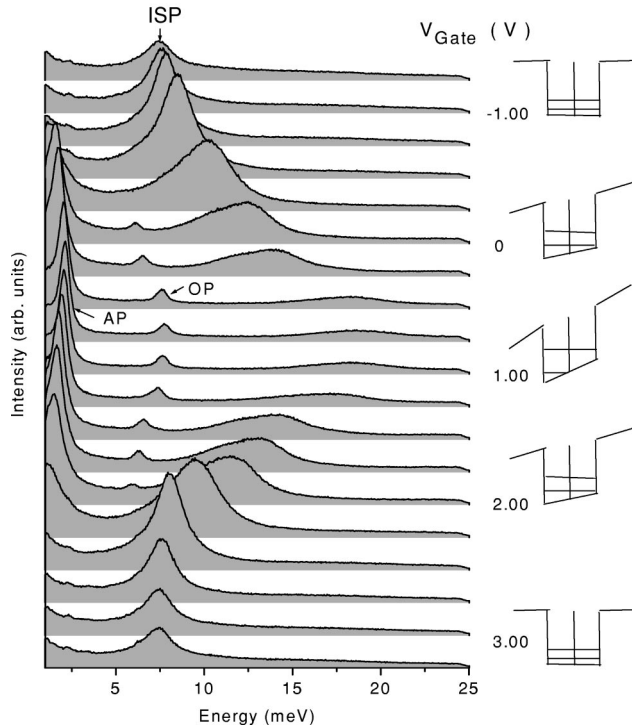 ISP
V Gate ( V )
-1.00
0
OP
AP
1.00
2.00
3.00
Intensity (arb. units)
5 10 15 20 25
Energy (meV)